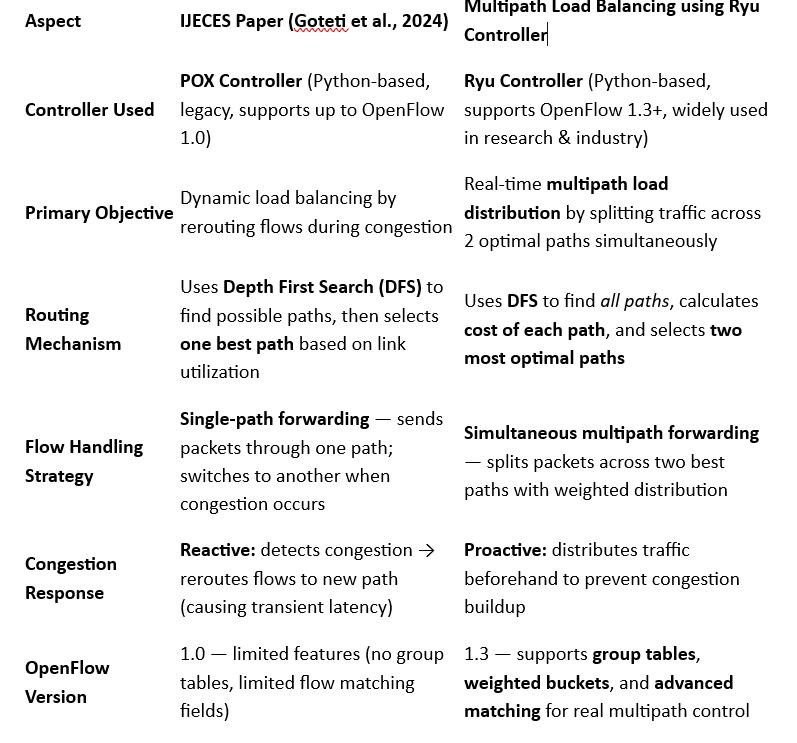 Aspect
IJECES Paper (Goteti et al., 2024)
Multipath Load Balancing using Ryu
Controller
Controller Used
POX Controller (Python-based,
legacy, supports up to OpenFlow
1.0)
Ryu Controller (Python-based,
supports OpenFlow 1.3+, widely used
in research & industry)
Primary Objective
Dynamic load balancing by
rerouting flows during congestion
Real-time multipath load
distribution by splitting traffic across
2 optimal paths simultaneously
Routing
Mechanism
Uses Depth First Search (DFS) to
find possible paths, then selects
one best path based on link
utilization
Uses DFS to find all paths, calculates
cost of each path, and selects two
most optimal paths
Flow Handling
Strategy
Single-path forwarding — sends
packets through one path;
switches to another when
congestion occurs
Simultaneous multipath forwarding
— splits packets across two best
paths with weighted distribution
Congestion
Response
Reactive: detects congestion →
reroutes flows to new path
(causing transient latency)
Proactive: distributes traffic
beforehand to prevent congestion
buildup
OpenFlow
Version
1.0 — limited features (no group
tables, limited flow matching
fields)
1.3 — supports group tables,
weighted buckets, and advanced
matching for real multipath control